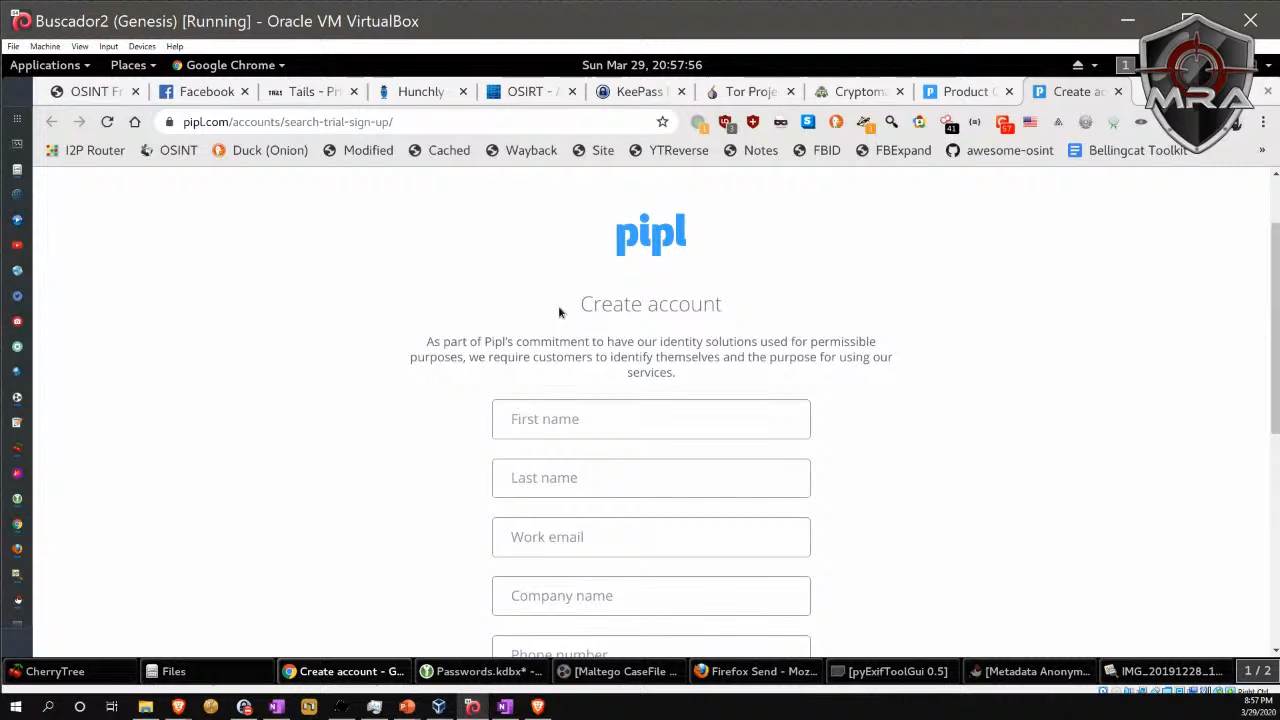 Buscador2 (Genesis) [Running] - Oracle VM VirtualBox
File Machine View Input Devices Help
Applications Places Google Chrome Sun Mar 29, 20:57:56 1
OSINT Fr Facebook Tails - Pri Hunchly - OSIRT - A KeePass Tor Proje Cryptom Product C Create ac
pipl.com/accounts/search-trial-sign-up/
I2P Router OSINT Duck (Onion) Modified Cached Wayback Site YTReverse Notes FBID FBExpand awesome-osint Bellingcat Toolkit »
MRA
pipl
Create account
As part of Pipl's commitment to have our identity solutions used for permissible
purposes, we require customers to identify themselves and the purpose for using our
services.
First name
Last name
Work email
Company name
Phone number
CherryTree Files Create account - G... Passwords.kdbx* -... [Maltego CaseFile ... Firefox Send - Moz... [pyExifToolGui 0.5] [Metadata Anonym... IMG_20191228_1... 1 / 2
Right Ctrl
8:57 PM
3/29/2020